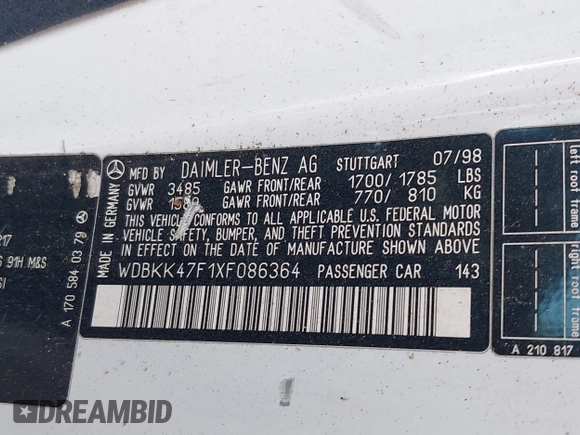 MFD BY DAIMLER-BENZ AG STUTTGART 07/98
GVWR 3485 GAWR FRONT/REAR 1700/1785 LBS
GVWR GAWR FRONT/REAR 770/ 810 KG
THIS VEHICLE CONFORMS TO ALL APPLICABLE U.S. FEDERAL MOTOR
VEHICLE SAFETY, BUMPER, AND THEFT PREVENTION STANDARDS
IN EFFECT ON THE DATE OF MANUFACTURE SHOWN ABOVE
WDBKK47F1XF086364 PASSENGER CAR 143
MADE IN GERMANY
A 170 584 03 79
217
6 91H M&S
left roof frame
right roof frame
A 210 817
DREAMBID